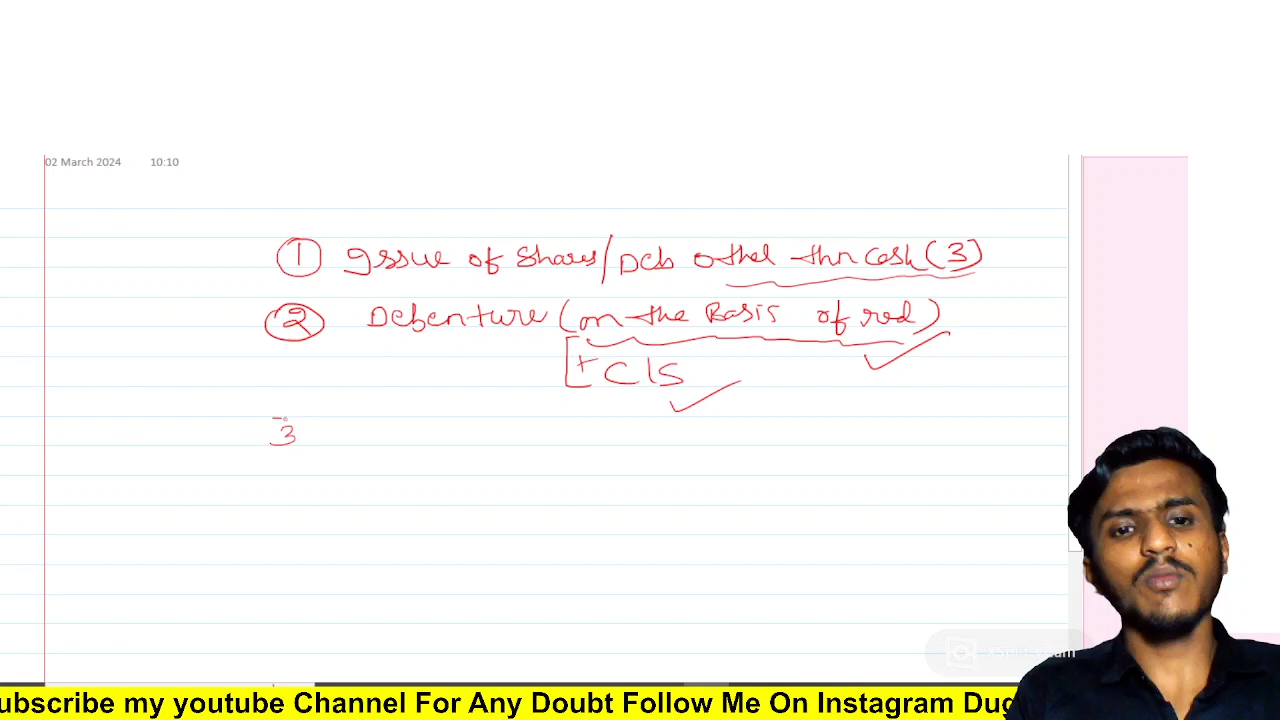 02 March 2024 10:10
① Issue of Shares/Deb other thn cash (3)
② Debenture (on the Basis of red)
[+ CIS
3
ubscribe my youtube Channel For Any Doubt Follow Me On Instagram Dug